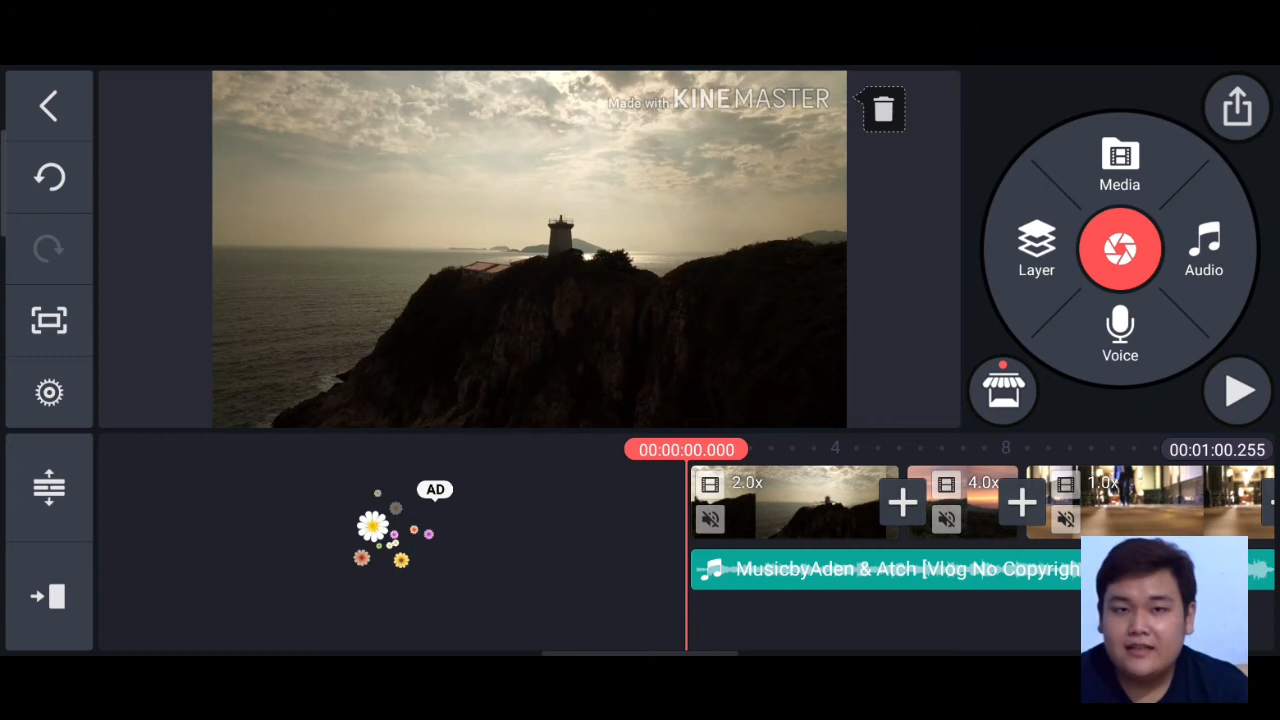 Made with KINEMASTER
Media
Layer
Audio
Voice
00:00:00.000
4
8
00:01:00.255
AD
2.0x
4.0x
1.0x
MusicbyAden & Atch [Vlog No Copyrigh